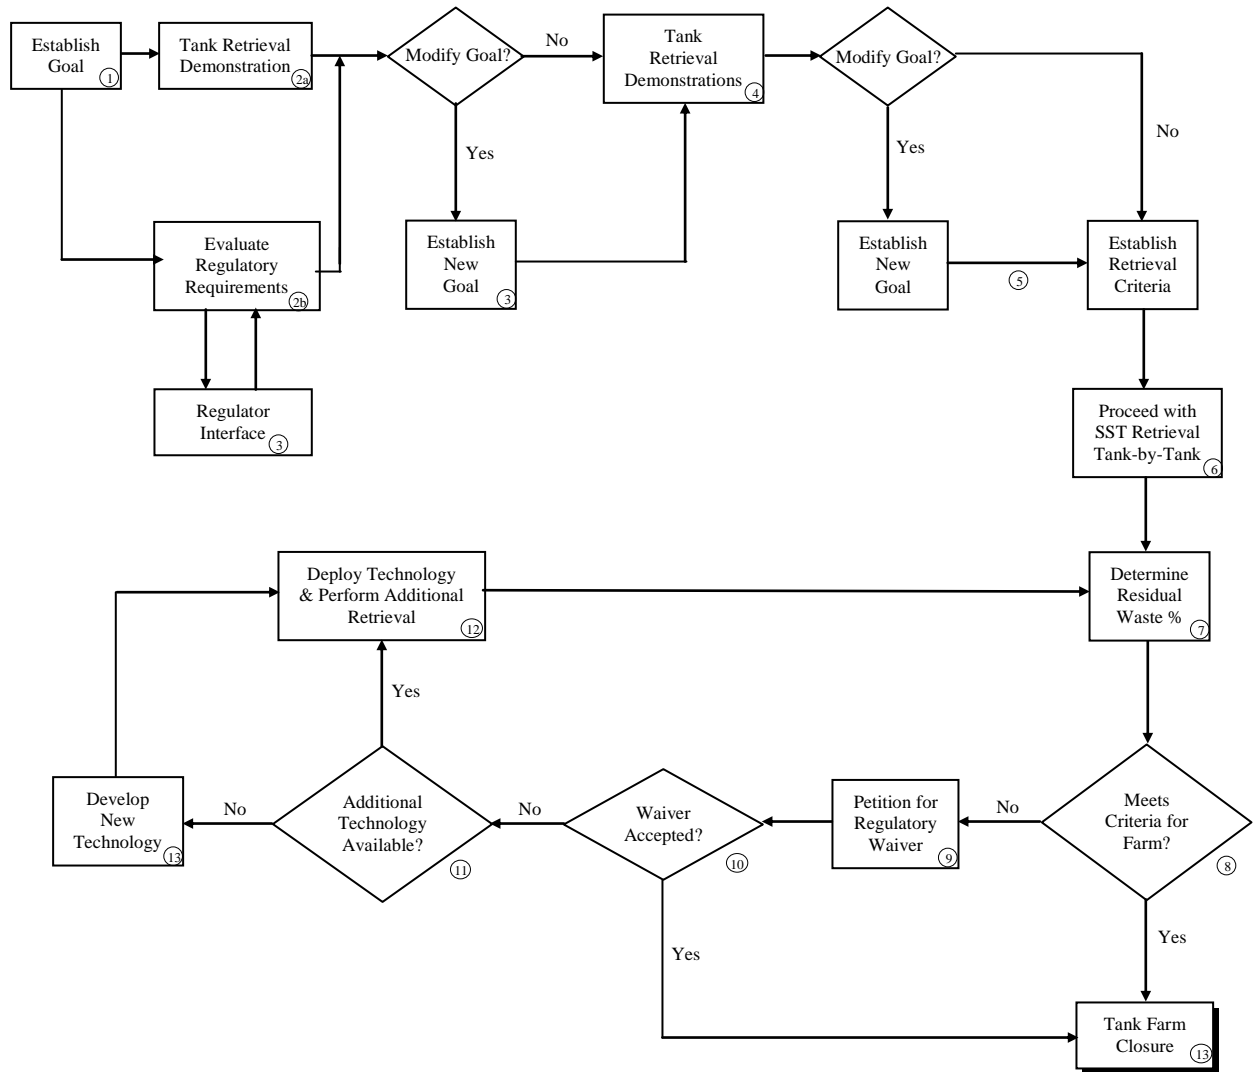 Establish
Goal
1
Tank Retrieval
Demonstration
2a
Modify Goal?
No
Tank
Retrieval
Demonstrations
4
Modify Goal?
No
Yes
Yes
Evaluate
Regulatory
Requirements
2b
Establish
New
Goal
3
Establish
New
Goal
5
Establish
Retrieval
Criteria
Regulator
Interface
3
Proceed with
SST Retrieval
Tank-by-Tank
6
Deploy Technology
& Perform Additional
Retrieval
12
Determine
Residual
Waste %
7
Yes
Develop
New
Technology
13
No
Additional
Technology
Available?
11
No
Waiver
Accepted?
10
Petition for
Regulatory
Waiver
9
No
Meets
Criteria for
Farm?
8
Yes
Yes
Tank Farm
Closure
13